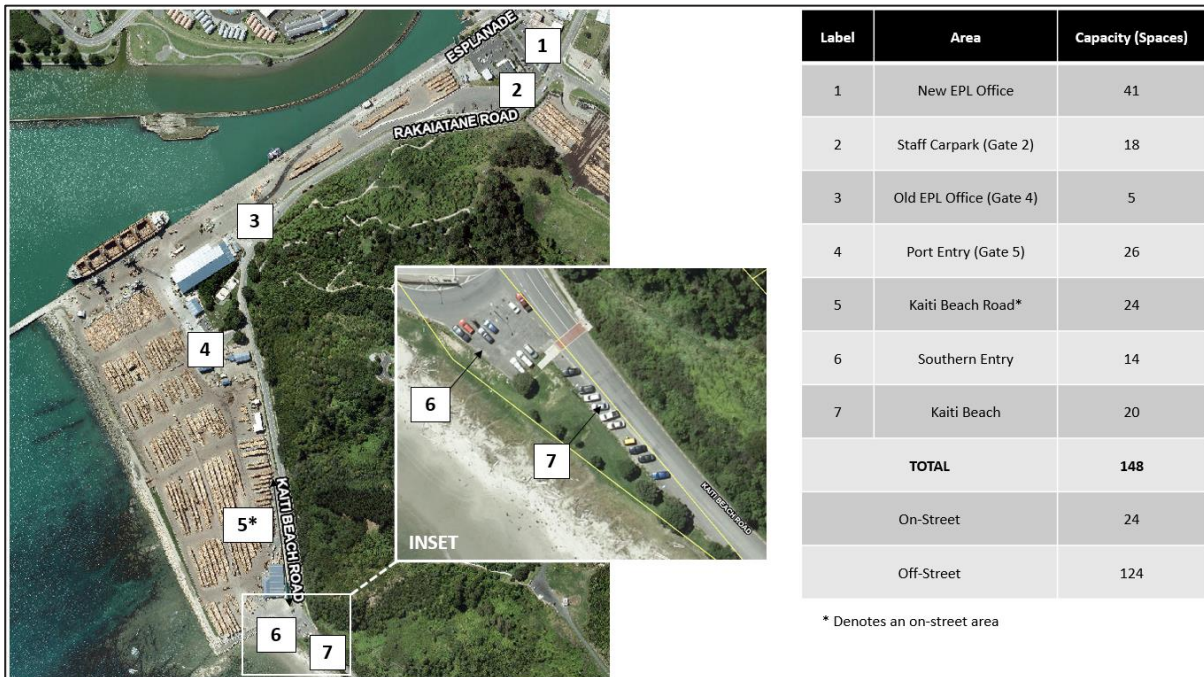 ESPLANADE
1
2
RAKAIATANE ROAD
3
4
5*
KAITI BEACH ROAD
6
7
6
7
KAITI BEACH ROAD
INSET
Label Area Capacity (Spaces)
1 New EPL Office 41
2 Staff Carpark (Gate 2) 18
3 Old EPL Office (Gate 4) 5
4 Port Entry (Gate 5) 26
5 Kaiti Beach Road* 24
6 Southern Entry 14
7 Kaiti Beach 20
TOTAL 148
On-Street 24
Off-Street 124
* Denotes an on-street area